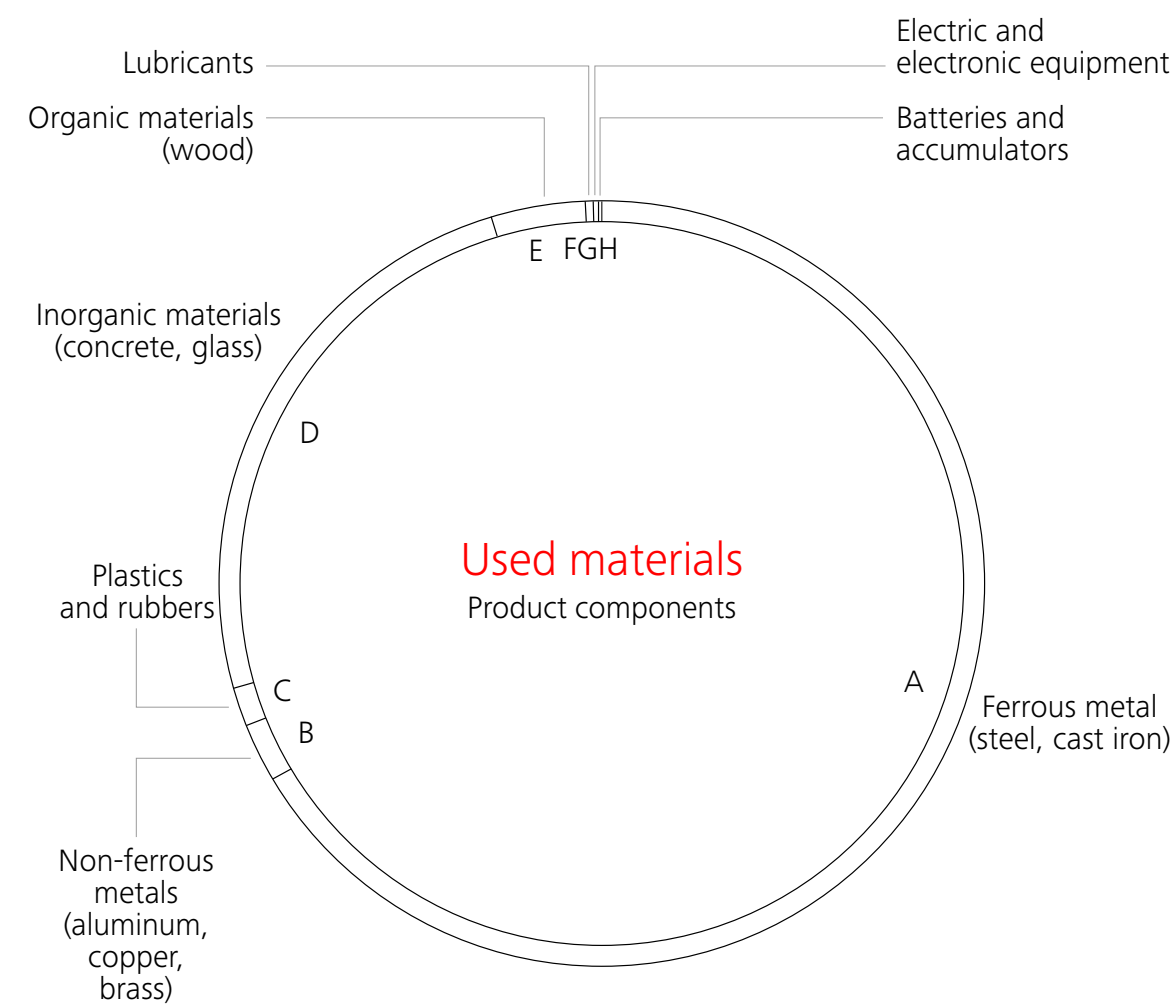 Electric and
electronic equipment
Lubricants
Organic materials
(wood)
Batteries and
accumulators
E
F
G
H
Inorganic materials
(concrete, glass)
D
Used materials
Product components
Plastics
and rubbers
C
B
A
Ferrous metal
(steel, cast iron)
Non-ferrous
metals
(aluminum,
copper,
brass)